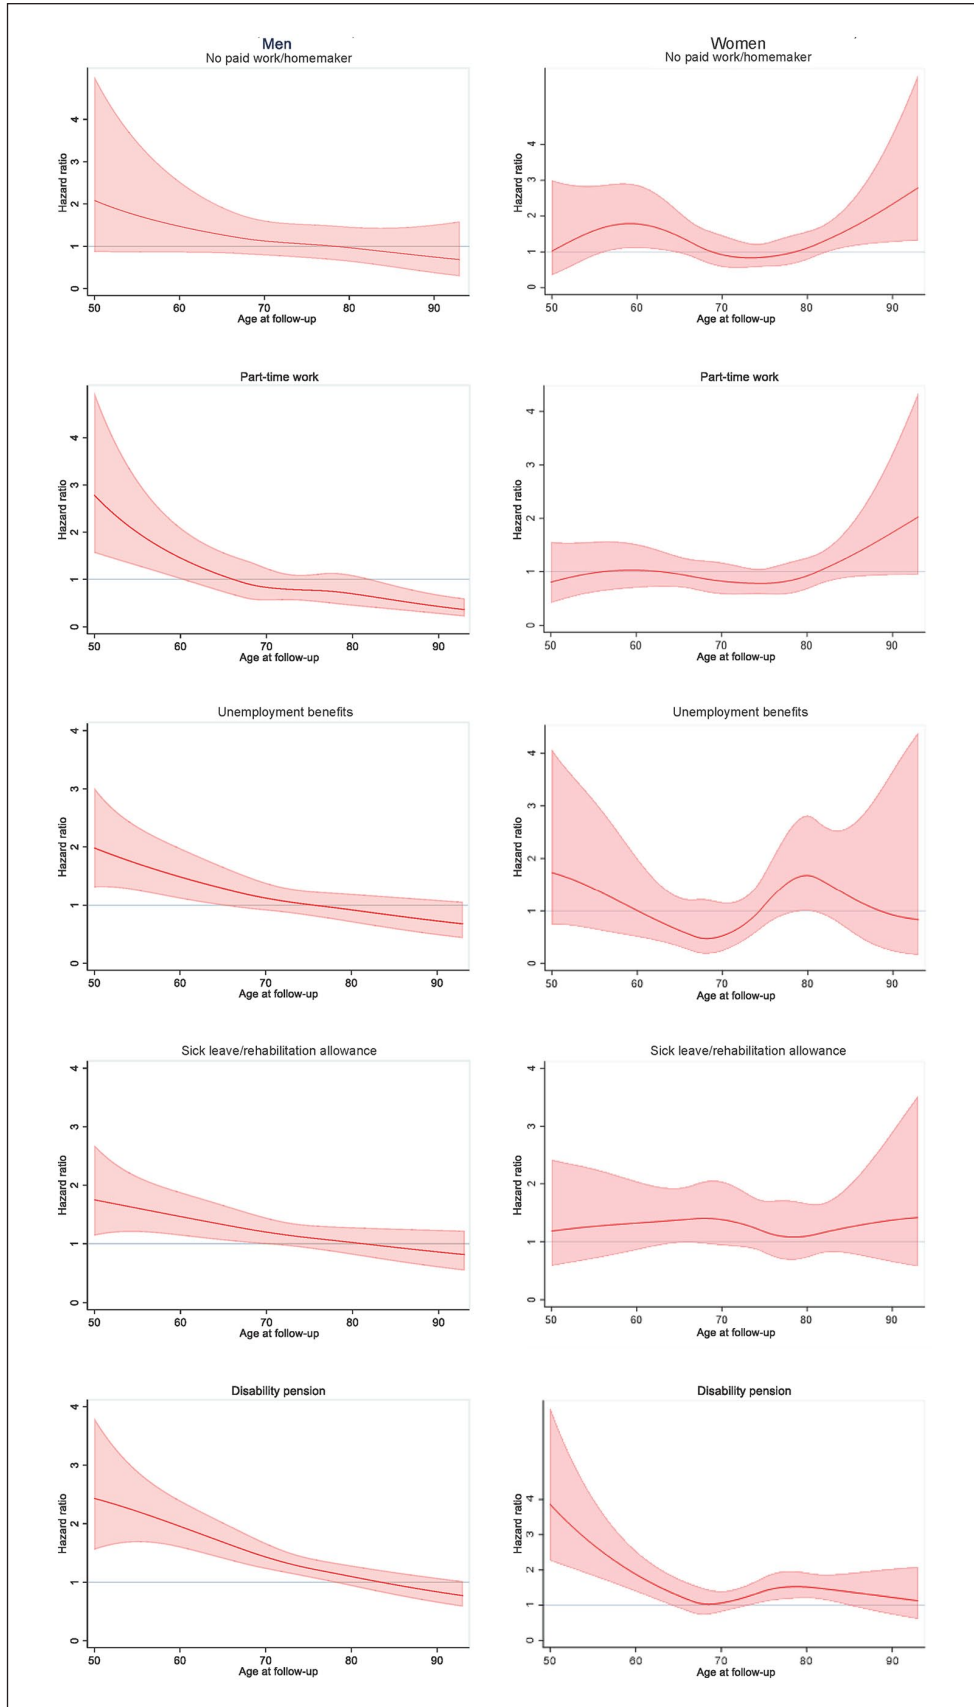 Men
No paid work/homemaker
Hazard ratio
4
3
2
1
0
50 60 70 80 90
Age at follow-up
Women
No paid work/homemaker
Hazard ratio
4
3
2
1
0
50 60 70 80 90
Age at follow-up
Part-time work
Hazard ratio
4
3
2
1
0
50 60 70 80 90
Age at follow-up
Part-time work
Hazard ratio
4
3
2
1
0
50 60 70 80 90
Age at follow-up
Unemployment benefits
Hazard ratio
4
3
2
1
0
50 60 70 80 90
Age at follow-up
Unemployment benefits
Hazard ratio
4
3
2
1
0
50 60 70 80 90
Age at follow-up
Sick leave/rehabilitation allowance
Hazard ratio
4
3
2
1
0
50 60 70 80 90
Age at follow-up
Sick leave/rehabilitation allowance
Hazard ratio
4
3
2
1
0
50 60 70 80 90
Age at follow-up
Disability pension
Hazard ratio
4
3
2
1
0
50 60 70 80 90
Age at follow-up
Disability pension
Hazard ratio
4
3
2
1
0
50 60 70 80 90
Age at follow-up